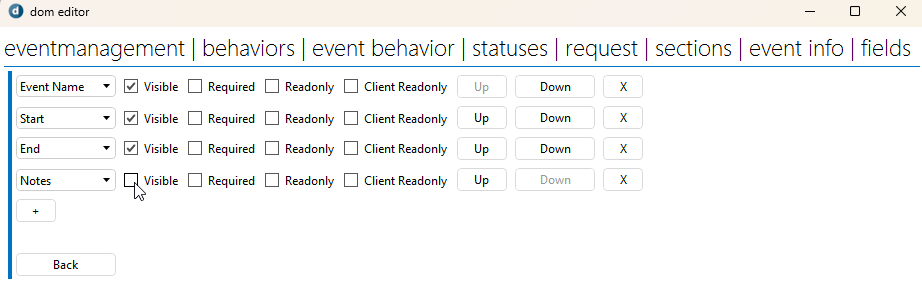 dom editor
eventmanagement | behaviors | event behavior | statuses | request | sections | event info | fields
Event Name Visible Required Readonly Client Readonly Up Down X
Start Visible Required Readonly Client Readonly Up Down X
End Visible Required Readonly Client Readonly Up Down X
Notes Visible Required Readonly Client Readonly Up Down X
+
Back